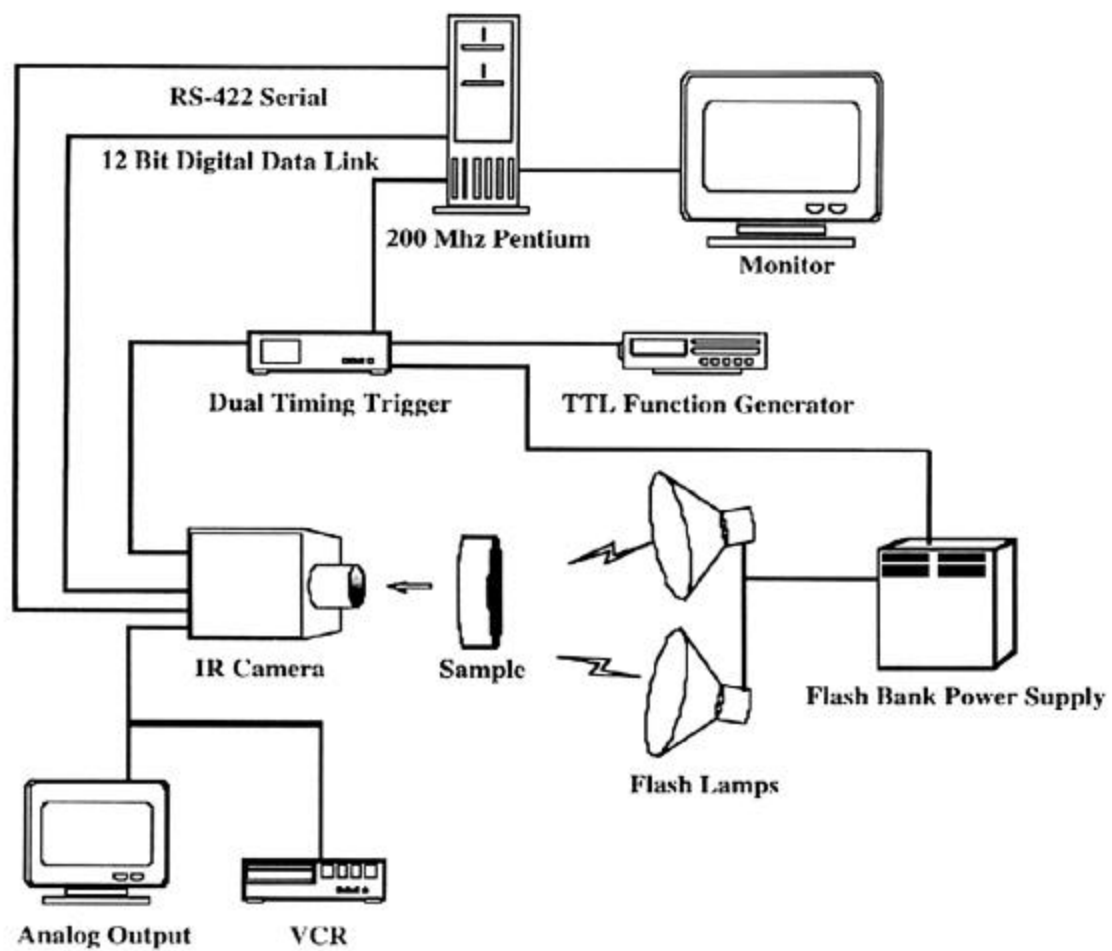 RS-422 Serial
12 Bit Digital Data Link
200 Mhz Pentium
Monitor
Dual Timing Trigger
TTL Function Generator
IR Camera
Sample
Flash Bank Power Supply
Flash Lamps
Analog Output
VCR